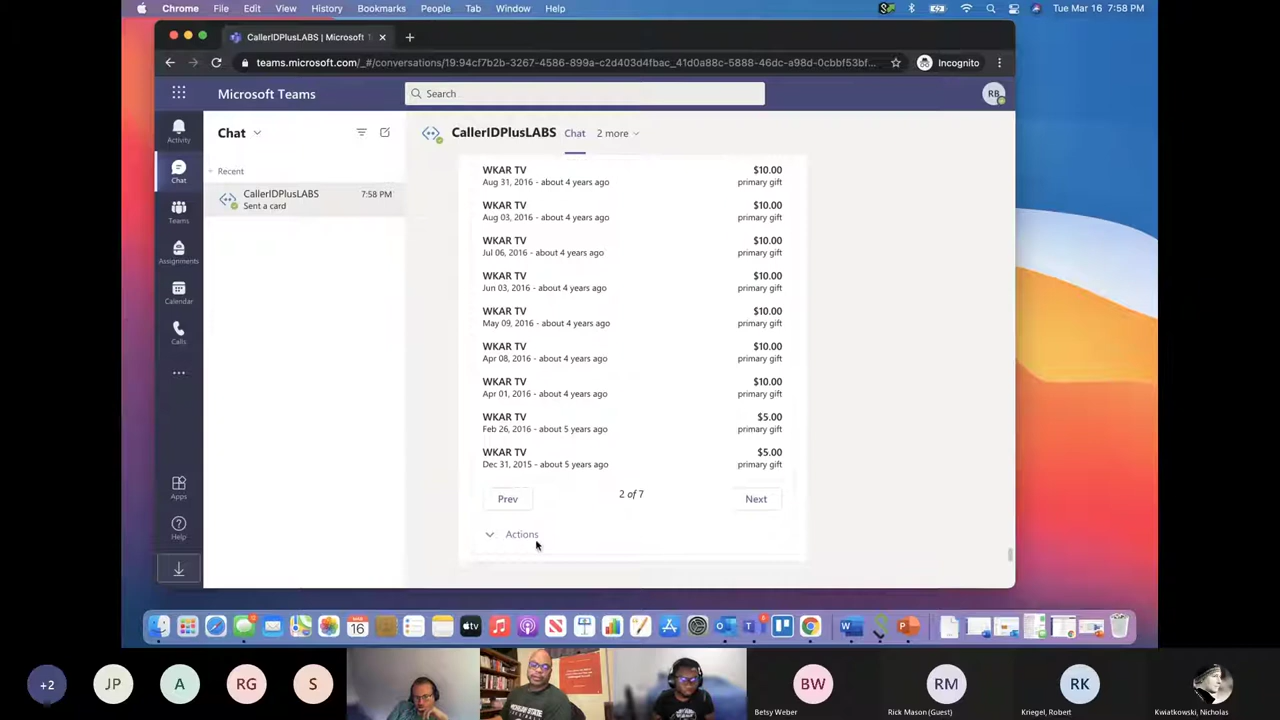 Chrome File Edit View History Bookmarks People Tab Window Help Tue Mar 16 7:58 PM
CallerIDPlusLABS | Microsoft T
teams.microsoft.com/_#/conversations/19:94cf7b2b-3267-4586-899a-c2d403d4fbac_41d0a88c-5888-46dc-a98d-0cbbf53bf... Incognito
Microsoft Teams Search RB
Activity
Chat
Teams
Assignments
Calendar
Calls
Apps
Help
Chat
Recent
CallerIDPlusLABS 7:58 PM
Sent a card
CallerIDPlusLABS Chat 2 more
WKAR TV $10.00
Aug 31, 2016 - about 4 years ago primary gift
WKAR TV $10.00
Aug 03, 2016 - about 4 years ago primary gift
WKAR TV $10.00
Jul 06, 2016 - about 4 years ago primary gift
WKAR TV $10.00
Jun 03, 2016 - about 4 years ago primary gift
WKAR TV $10.00
May 09, 2016 - about 4 years ago primary gift
WKAR TV $10.00
Apr 08, 2016 - about 4 years ago primary gift
WKAR TV $10.00
Apr 01, 2016 - about 4 years ago primary gift
WKAR TV $5.00
Feb 26, 2016 - about 5 years ago primary gift
WKAR TV $5.00
Dec 31, 2015 - about 5 years ago primary gift
Prev 2 of 7 Next
Actions
MAR
16
tv
+2 JP A RG S BW RM RK
Betsy Weber Rick Mason (Guest) Kriegel, Robert Kwiatkowski, Nicholas